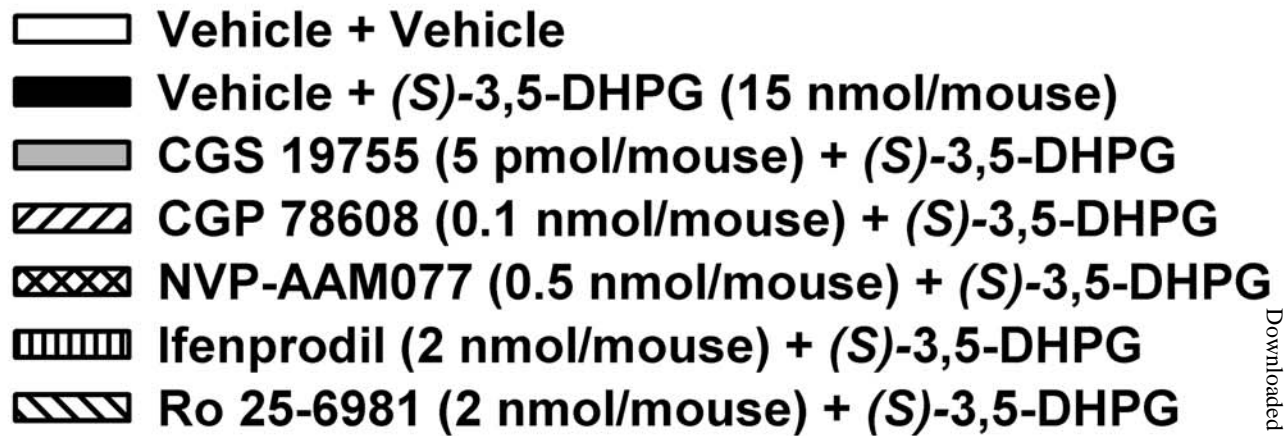 Vehicle + Vehicle
Vehicle + (S)-3,5-DHPG (15 nmol/mouse)
CGS 19755 (5 pmol/mouse) + (S)-3,5-DHPG
CGP 78608 (0.1 nmol/mouse) + (S)-3,5-DHPG
NVP-AAM077 (0.5 nmol/mouse) + (S)-3,5-DHPG
Ifenprodil (2 nmol/mouse) + (S)-3,5-DHPG
Ro 25-6981 (2 nmol/mouse) + (S)-3,5-DHPG
Downloaded